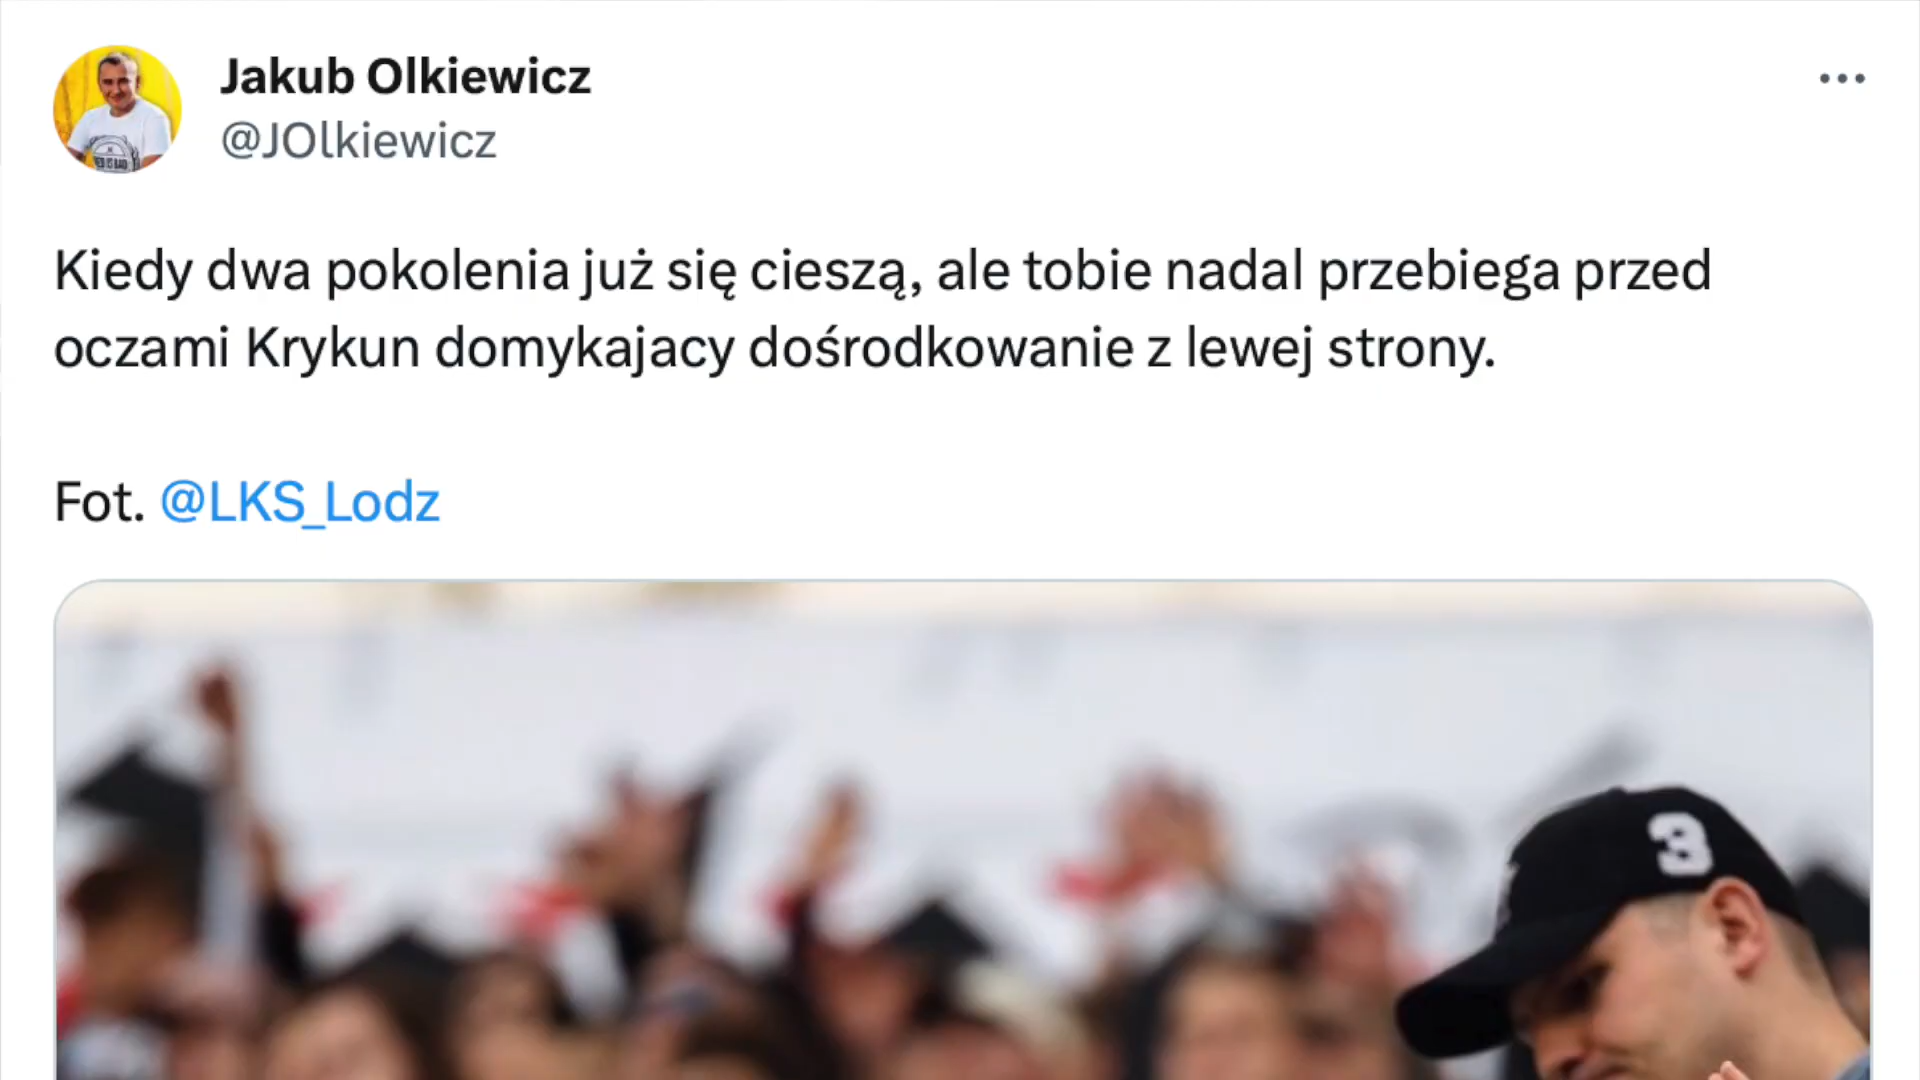 Jakub Olkiewicz
@JOlkiewicz
Kiedy dwa pokolenia już się cieszą, ale tobie nadal przebiega przed
oczami Krykun domykajacy dośrodkowanie z lewej strony.
Fot. @LKS_Lodz
3